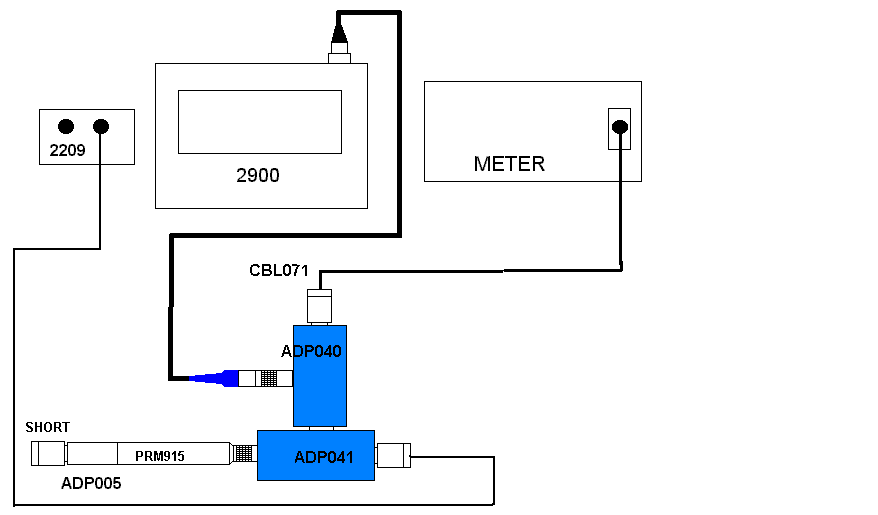 2209
2900
METER
CBL071
ADP040
SHORT
PRM915
ADP041
ADP005